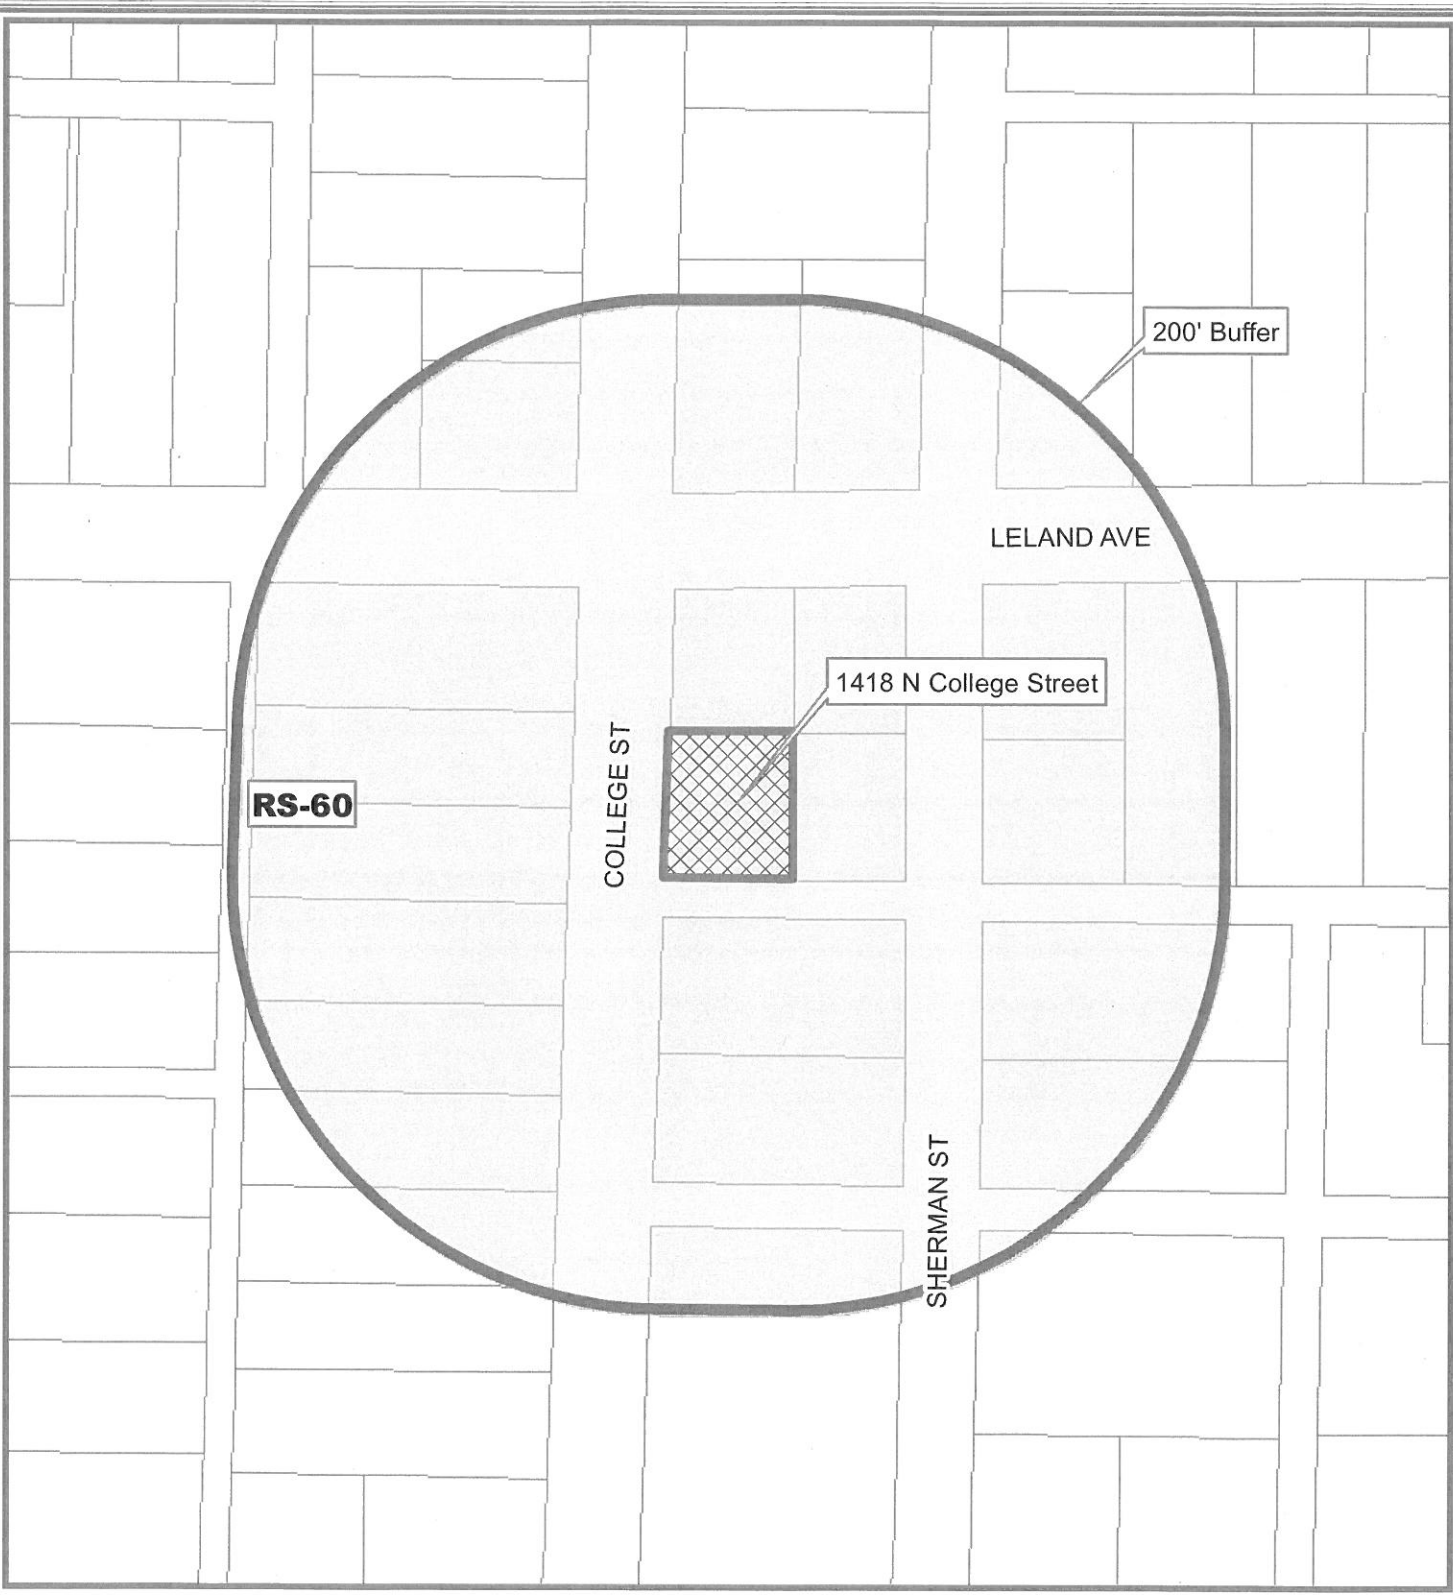 200' Buffer
LELAND AVE
1418 N College Street
COLLEGE ST
RS-60
SHERMAN ST